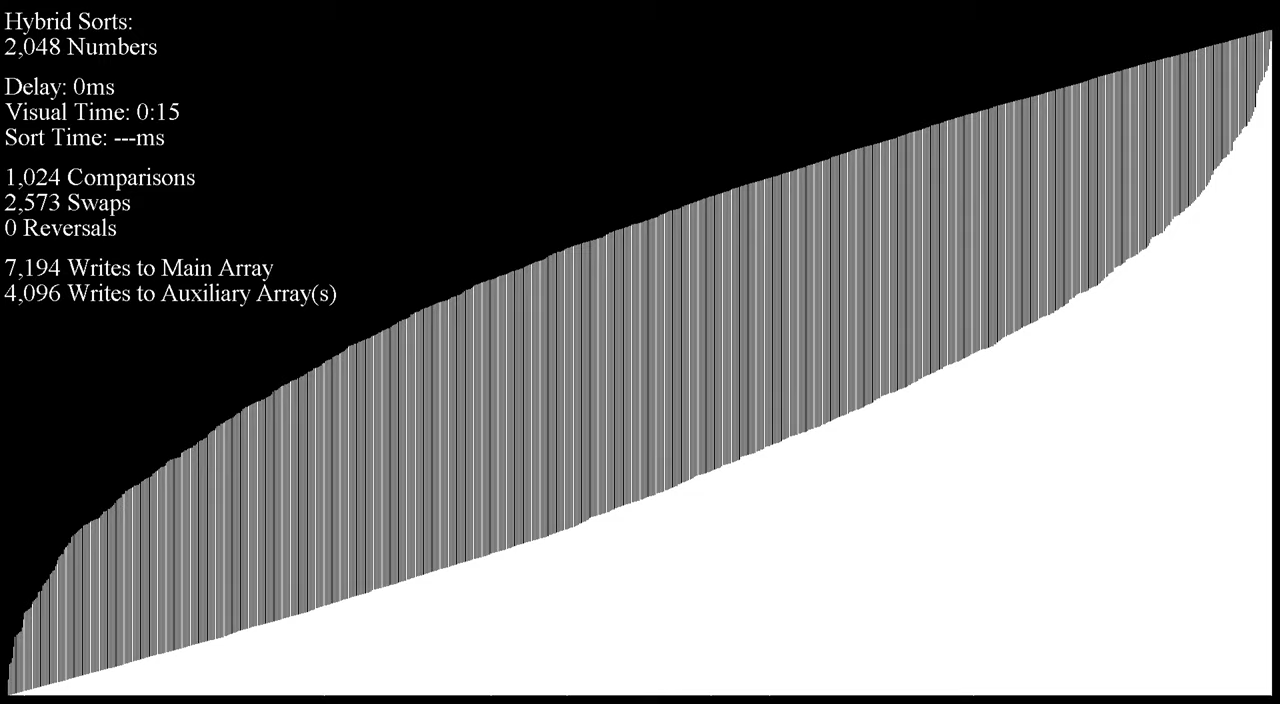 Hybrid Sorts:
2,048 Numbers
Delay: 0ms
Visual Time: 0:15
Sort Time: ---ms
1,024 Comparisons
2,573 Swaps
0 Reversals
7,194 Writes to Main Array
4,096 Writes to Auxiliary Array(s)